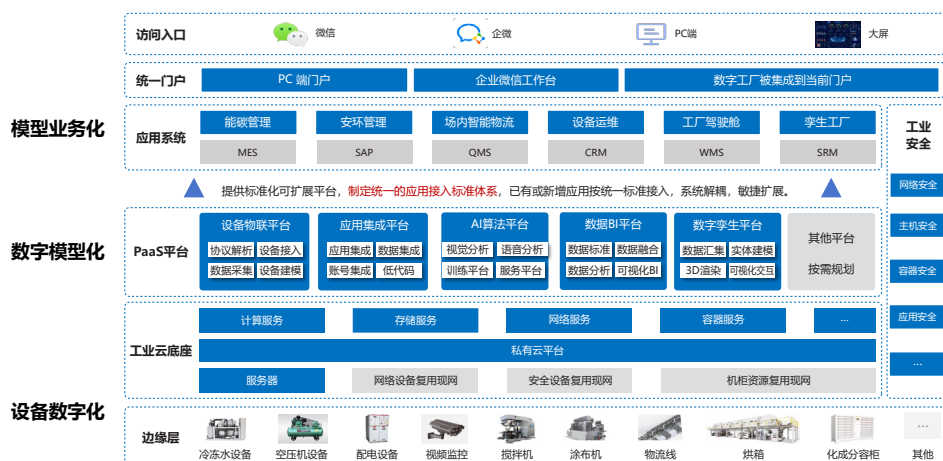 访问入口
微信
企微
PC端
大屏
统一门户
PC 端门户
企业微信工作台
数字工厂被集成到当前门户
模型业务化
应用系统
能碳管理
安环管理
场内智能物流
设备运维
工厂驾驶舱
孪生工厂
MES
SAP
QMS
CRM
WMS
SRM
提供标准化可扩展平台，制定统一的应用接入标准体系，已有或新增应用按统一标准接入，系统解耦，敏捷扩展。
数字模型化
PaaS平台
设备物联平台
协议解析 设备接入
数据采集 设备建模
应用集成平台
应用集成 数据集成
账号集成 低代码
AI算法平台
视觉分析 语音分析
训练平台 服务平台
数据BI平台
数据标准 数据融合
数据分析 可视化BI
数字孪生平台
数据汇集 实体建模
3D渲染 可视化交互
其他平台
按需规划
工业云底座
计算服务
存储服务
网络服务
容器服务
...
私有云平台
服务器
网络设备复用现网
安全设备复用现网
机柜资源复用现网
设备数字化
边缘层
冷冻水设备
空压机设备
配电设备
视频监控
搅拌机
涂布机
物流线
烘箱
化成分容柜
...
其他
工业
安全
网络安全
主机安全
容器安全
应用安全
...